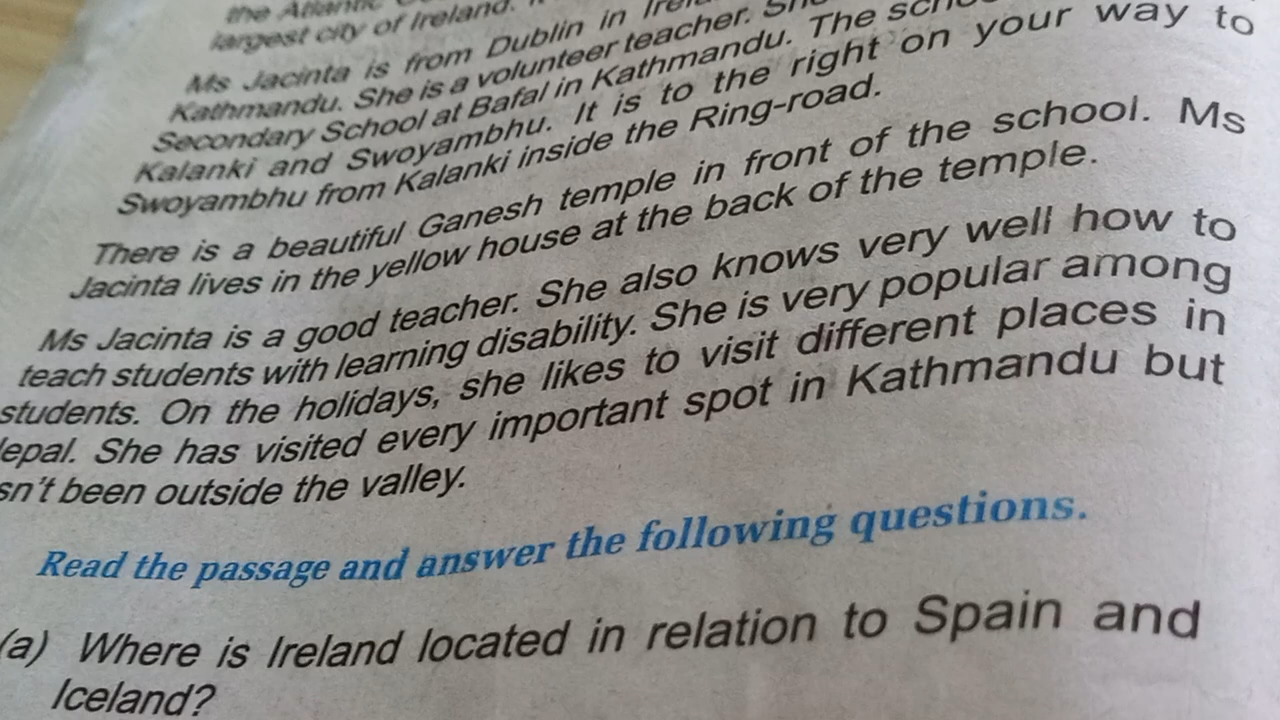 the Atlantic
largest city of Ireland.
Ms Jacinta is from Dublin in
Kathmandu. She is a volunteer teacher.
Secondary School at Bafal in Kathmandu. The
Kalanki and Swoyambhu. It is to the right on your way to
Swoyambhu from Kalanki inside the Ring-road.
There is a beautiful Ganesh temple in front of the school. Ms
Jacinta lives in the yellow house at the back of the temple.
Ms Jacinta is a good teacher. She also knows very well how to
teach students with learning disability. She is very popular among
students. On the holidays, she likes to visit different places in
epal. She has visited every important spot in Kathmandu but
sn't been outside the valley.
Read the passage and answer the following questions.
(a) Where is Ireland located in relation to Spain and
Iceland?